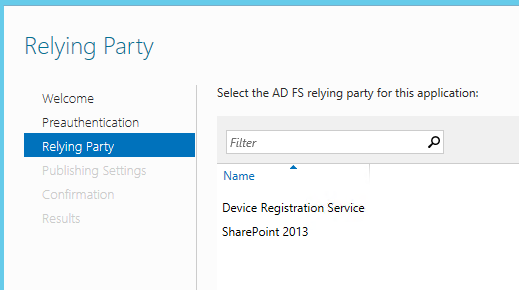 Relying Party
Welcome
Preauthentication
Relying Party
Publishing Settings
Confirmation
Results
Select the AD FS relying party for this application:
Filter
Name
Device Registration Service
SharePoint 2013